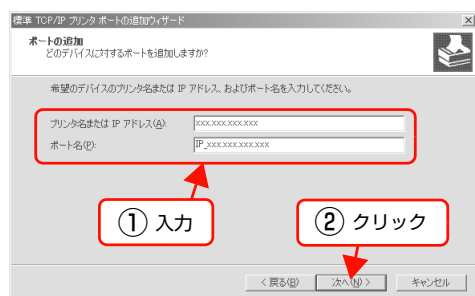 標準 TCP/IP プリンタ ポートの追加ウィザード
ポートの追加
どのデバイスに対するポートを追加しますか?
希望のデバイスのプリンタ名または IP アドレス、およびポート名を入力してください。
プリンタ名または IP アドレス(A): xxx.xxx.xxx.xxx
ポート名(P): IP_xxx.xxx.xxx.xxx
① 入力
② クリック
< 戻る(B) 次へ(N) > キャンセル